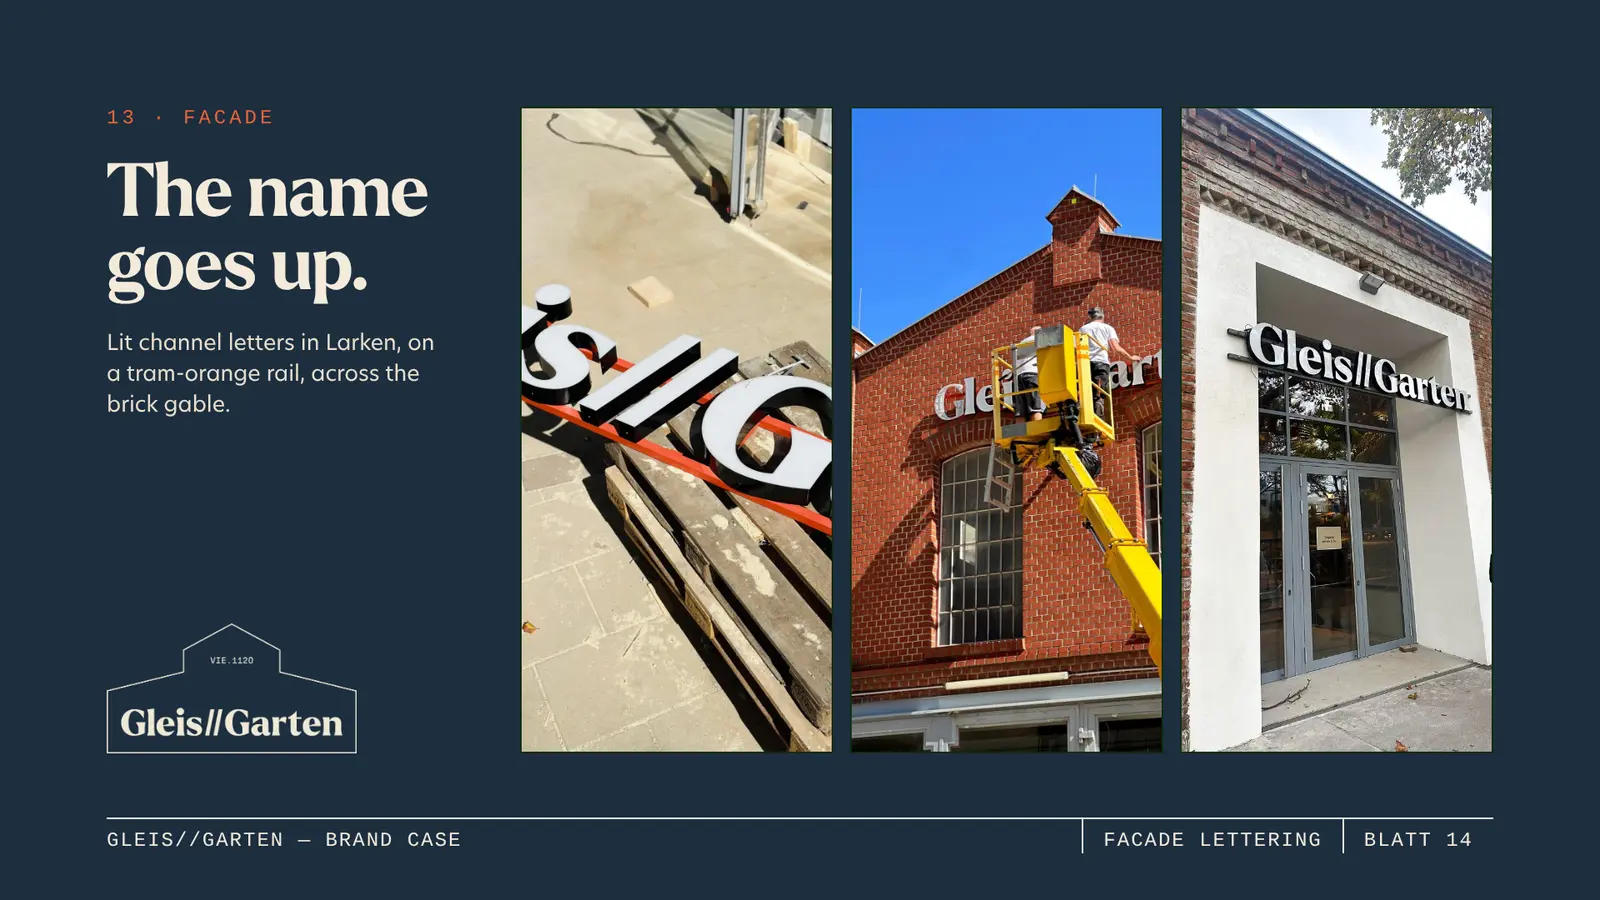 13 · FACADE
The name
goes up.
Lit channel letters in Larken, on
a tram-orange rail, across the
brick gable.
VIE.1120
Gleis//Garten
is//G
Glei
art
Gleis//Garten
GLEIS//GARTEN — BRAND CASE
FACADE LETTERING
BLATT 14